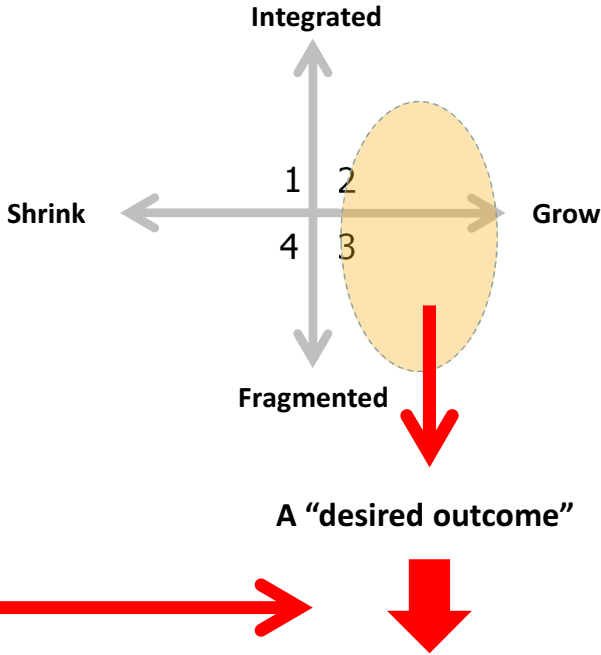 Integrated
1 2
Shrink
Grow
4 3
Fragmented
A “desired outcome”